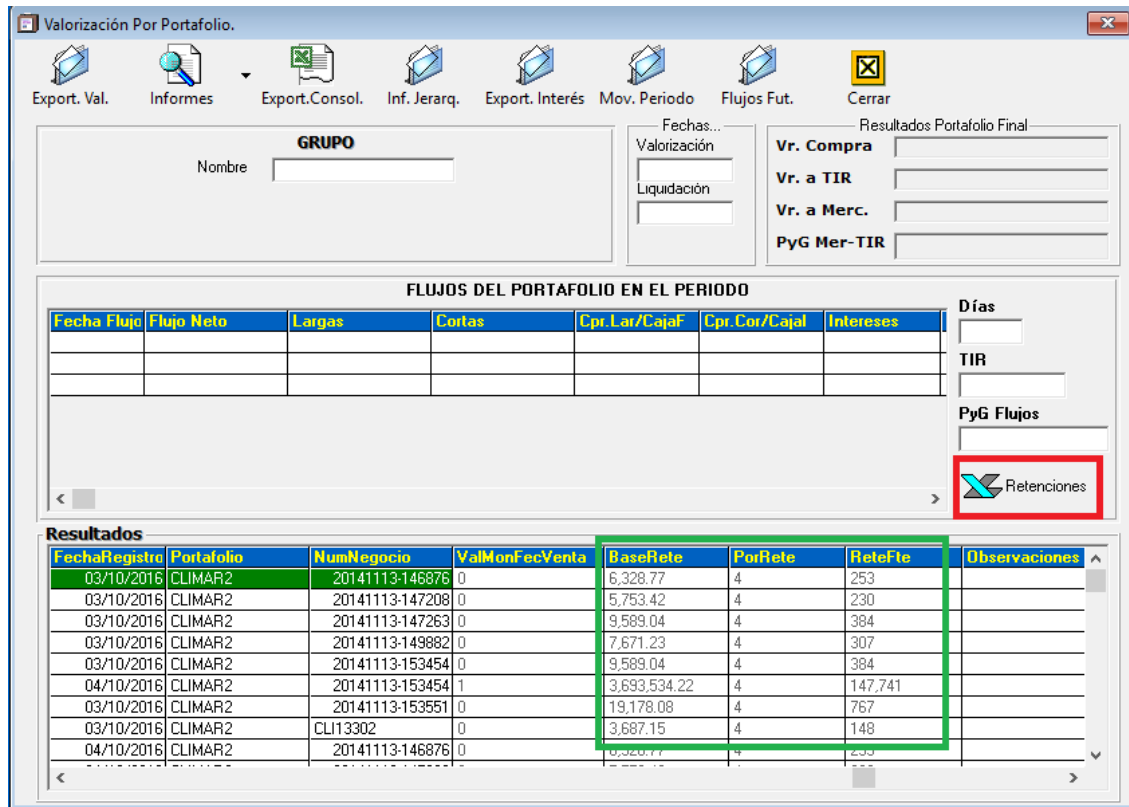 Valorización Por Portafolio.
Export. Val. Informes Export.Consol. Inf. Jerarq. Export. Interés Mov. Periodo Flujos Fut. Cerrar
GRUPO
Nombre
Fechas...
Valorización
Liquidación
Resultados Portafolio Final
Vr. Compra
Vr. a TIR
Vr. a Merc.
PyG Mer-TIR
FLUJOS DEL PORTAFOLIO EN EL PERIODO
Fecha Flujo Flujo Neto Largas Cortas Cpr.Lar/CajaF Cpr.Cor/CajaI Intereses
Días
TIR
PyG Flujos
Retenciones
Resultados
FechaRegistro Portafolio NumNegocio ValMonFecVenta BaseRete PorRete ReteFte Observaciones
03/10/2016 CLIMAR2 20141113-146876 0 6,328.77 4 253
03/10/2016 CLIMAR2 20141113-147208 0 5,753.42 4 230
03/10/2016 CLIMAR2 20141113-147263 0 9,589.04 4 384
03/10/2016 CLIMAR2 20141113-149882 0 7,671.23 4 307
03/10/2016 CLIMAR2 20141113-153454 0 9,589.04 4 384
04/10/2016 CLIMAR2 20141113-153454 1 3,693,534.22 4 147,741
03/10/2016 CLIMAR2 20141113-153551 0 19,178.08 4 767
03/10/2016 CLIMAR2 CLI13302 0 3,687.15 4 148
04/10/2016 CLIMAR2 20141113-146876 0